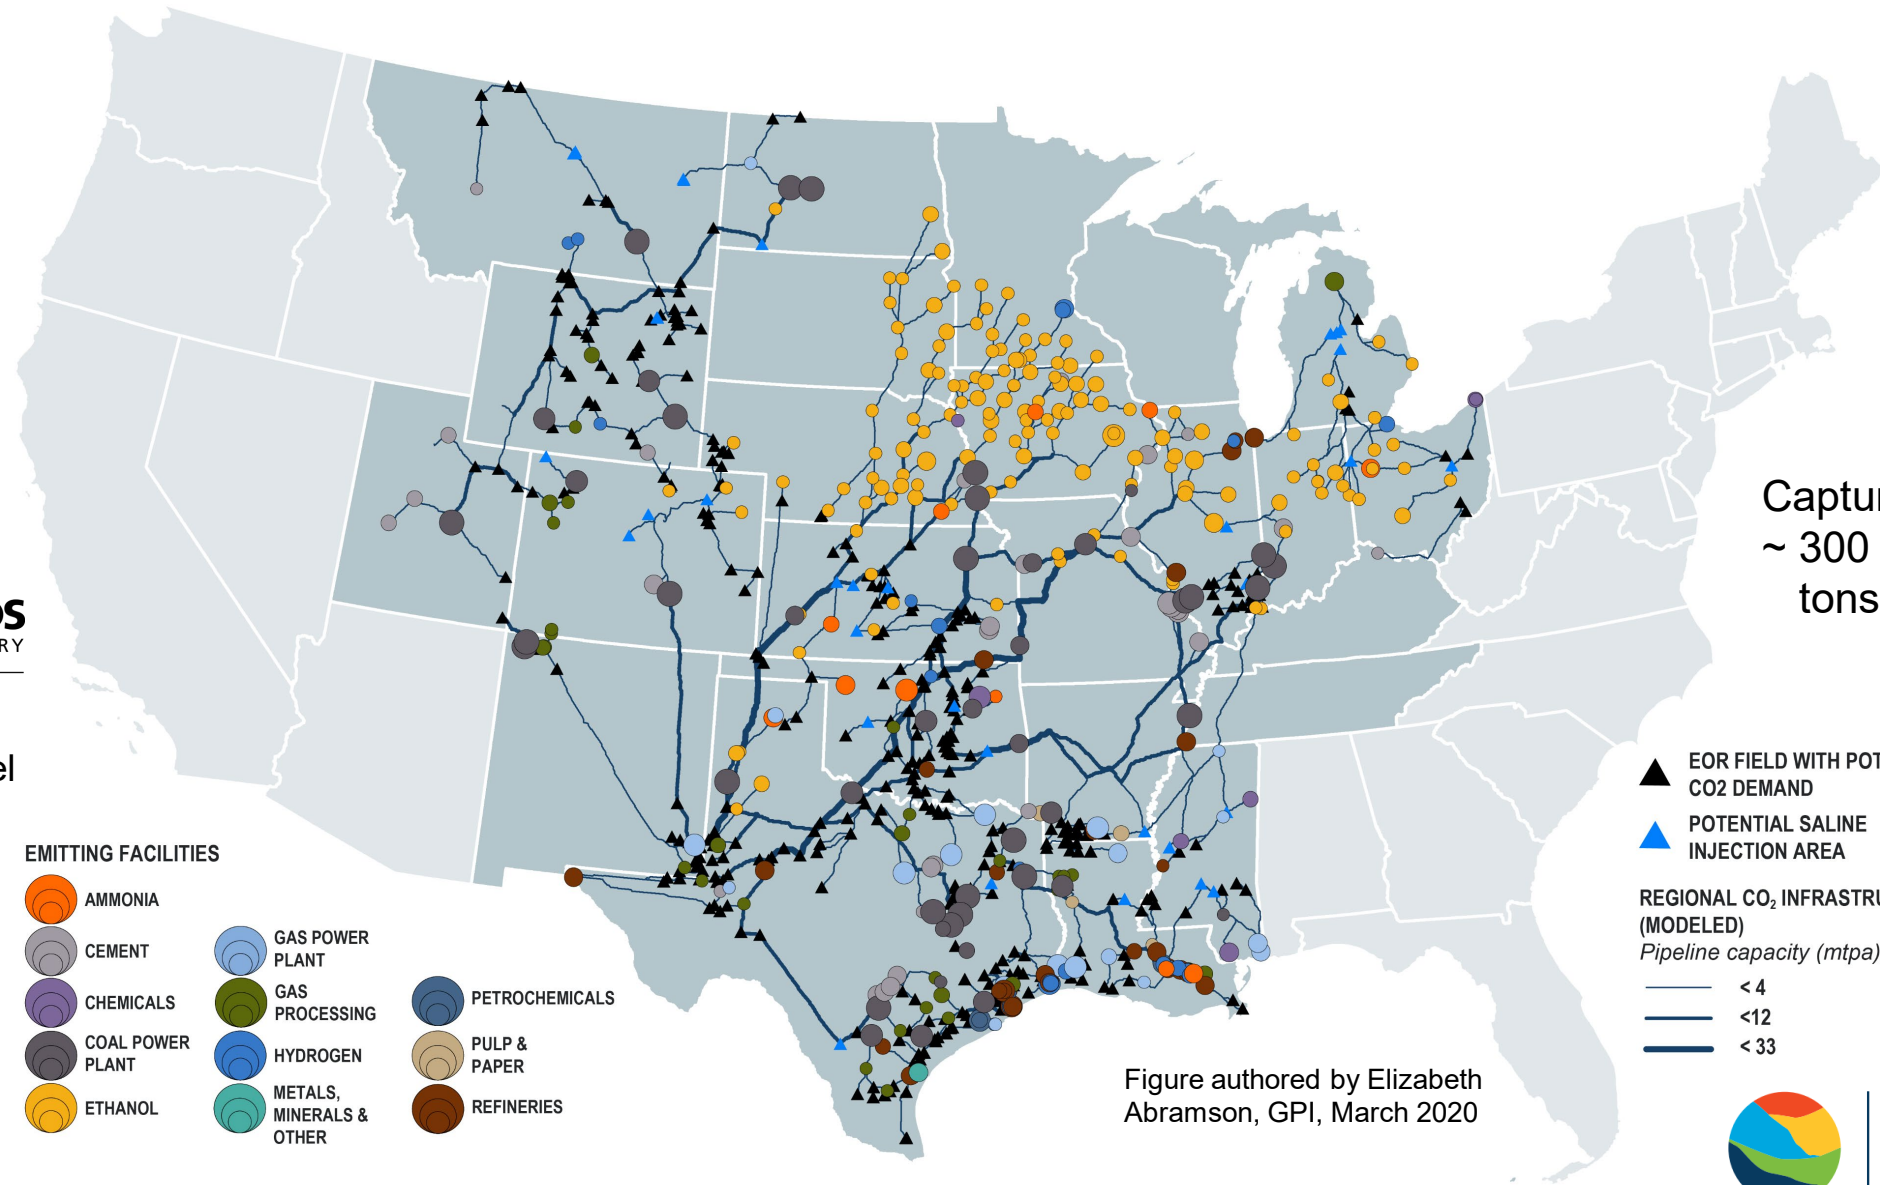 Captur
~ 300
tons
OS
RY
el
EMITTING FACILITIES
AMMONIA
CEMENT
CHEMICALS
COAL POWER
PLANT
ETHANOL
GAS POWER
PLANT
GAS
PROCESSING
HYDROGEN
METALS,
MINERALS &
OTHER
PETROCHEMICALS
PULP &
PAPER
REFINERIES
EOR FIELD WITH POT
CO2 DEMAND
POTENTIAL SALINE
INJECTION AREA
REGIONAL CO₂ INFRASTRU
(MODELED)
Pipeline capacity (mtpa)
< 4
<12
< 33
Figure authored by Elizabeth
Abramson, GPI, March 2020